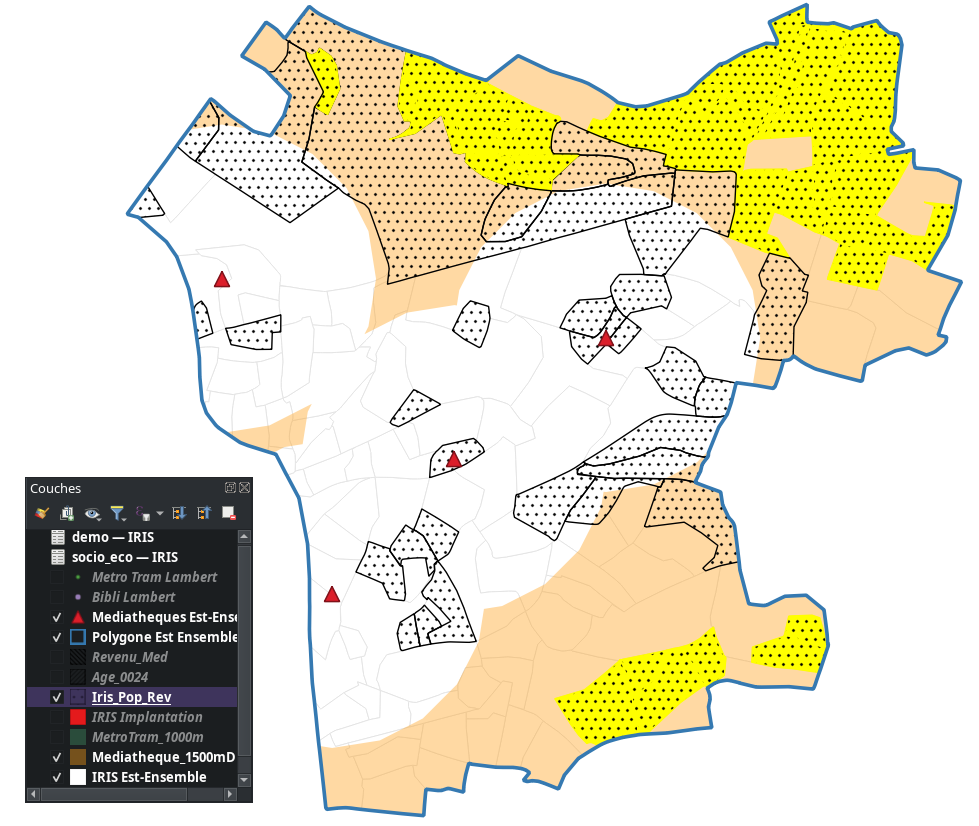 Couches
demo — IRIS
socio_eco — IRIS
Metro Tram Lambert
Bibli Lambert
Mediatheques Est-Ense
Polygone Est Ensemble
Revenu_Med
Age_0024
Iris_Pop_Rev
IRIS Implantation
MetroTram_1000m
Mediatheque_1500mD
IRIS Est-Ensemble